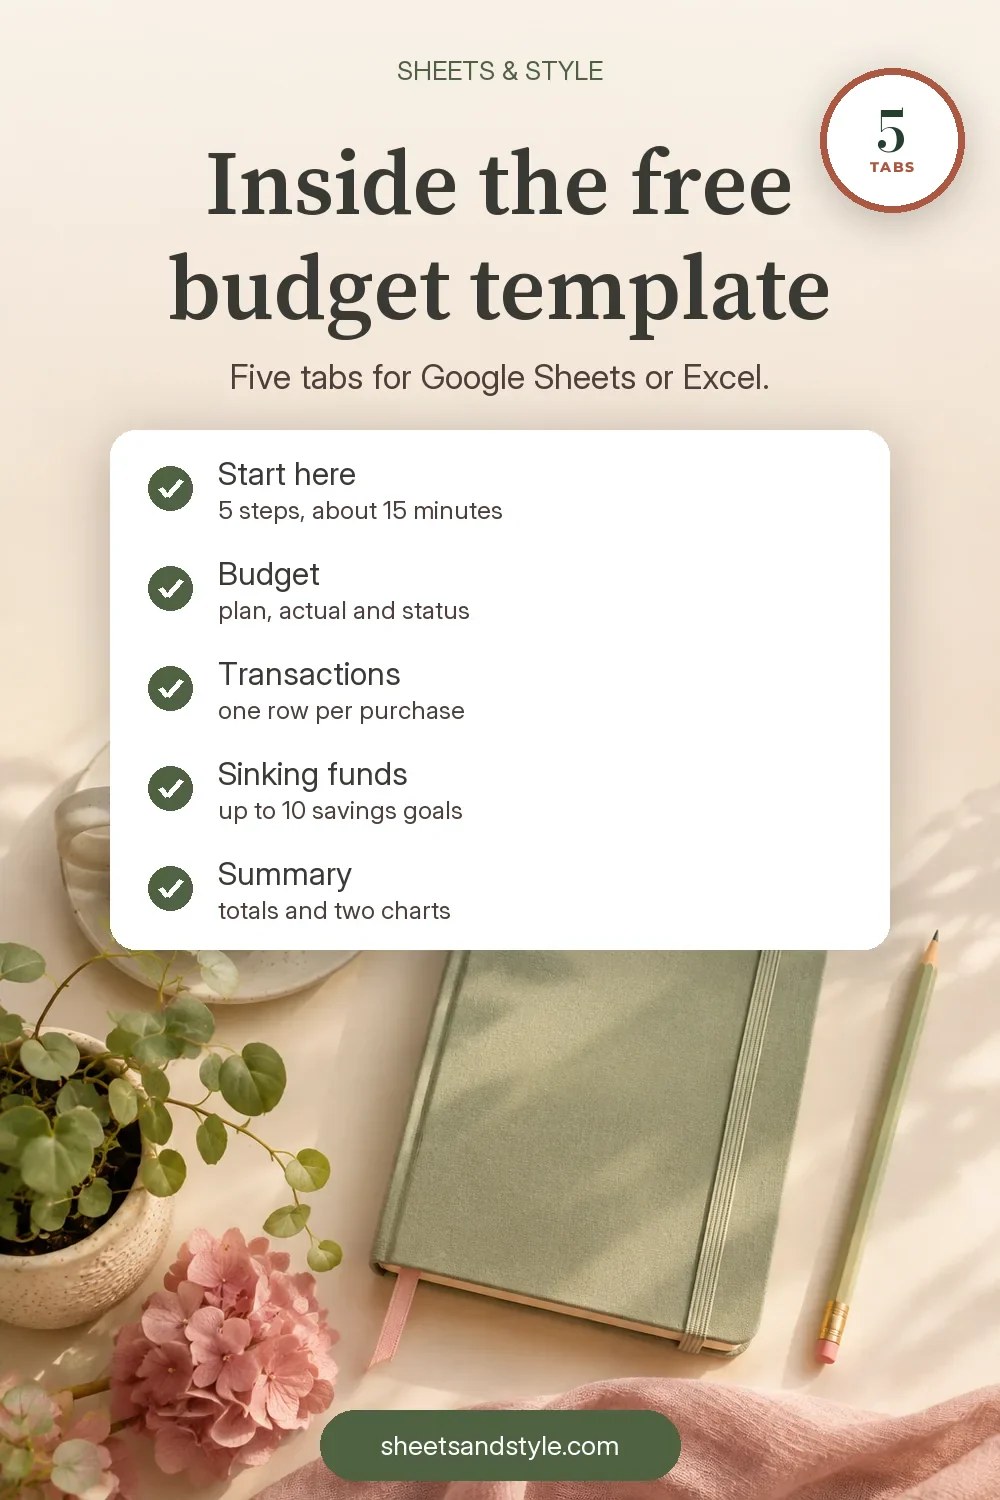 SHEETS & STYLE
5
TABS
Inside the free
budget template
Five tabs for Google Sheets or Excel.
Start here
5 steps, about 15 minutes
Budget
plan, actual and status
Transactions
one row per purchase
Sinking funds
up to 10 savings goals
Summary
totals and two charts
sheetsandstyle.com